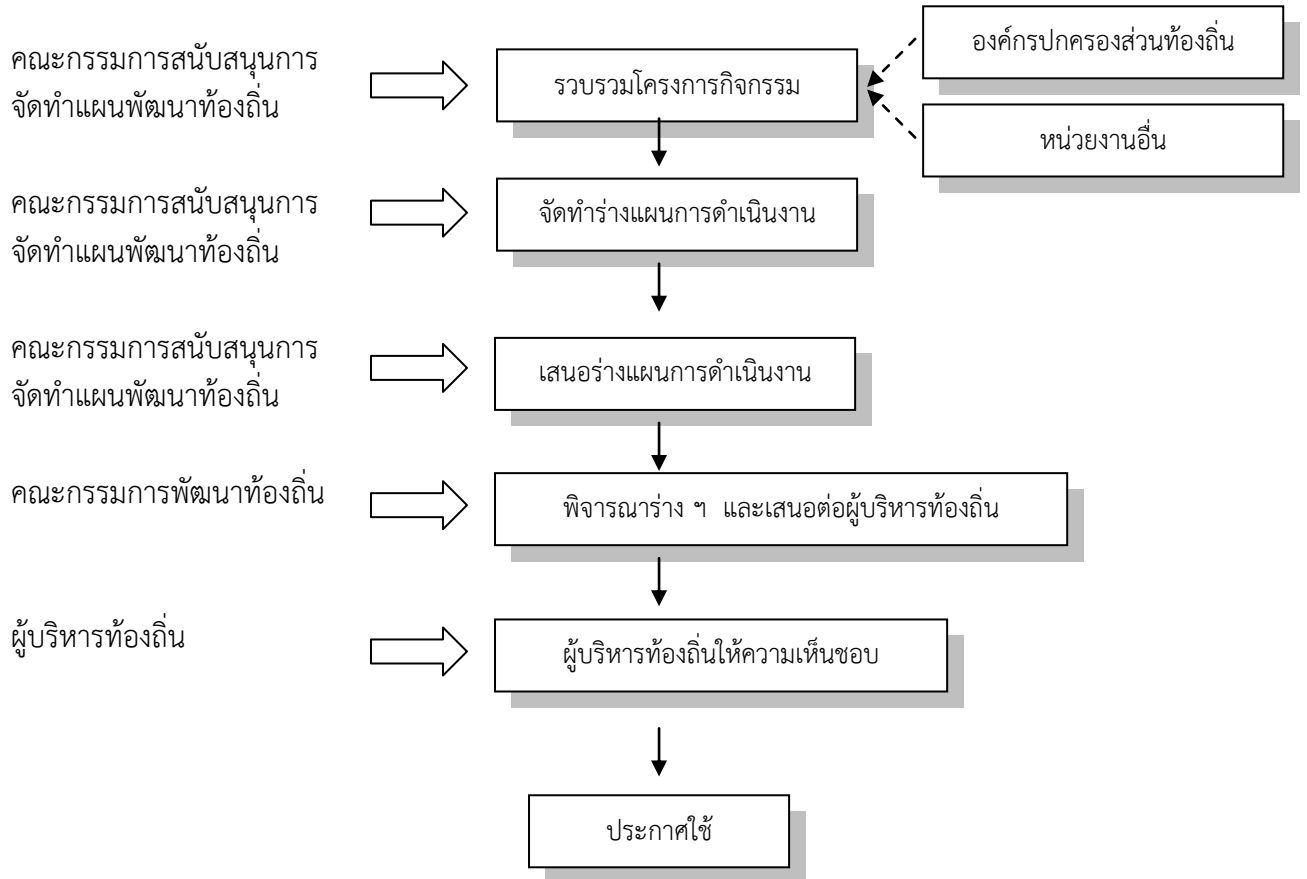 คณะกรรมการสนับสนุนการ
จัดทำแผนพัฒนาท้องถิ่น
รวบรวมโครงการกิจกรรม
องค์กรปกครองส่วนท้องถิ่น
หน่วยงานอื่น
คณะกรรมการสนับสนุนการ
จัดทำแผนพัฒนาท้องถิ่น
จัดทำร่างแผนการดำเนินงาน
คณะกรรมการสนับสนุนการ
จัดทำแผนพัฒนาท้องถิ่น
เสนอร่างแผนการดำเนินงาน
คณะกรรมการพัฒนาท้องถิ่น
พิจารณาร่าง ฯ และเสนอต่อผู้บริหารท้องถิ่น
ผู้บริหารท้องถิ่น
ผู้บริหารท้องถิ่นให้ความเห็นชอบ
ประกาศใช้